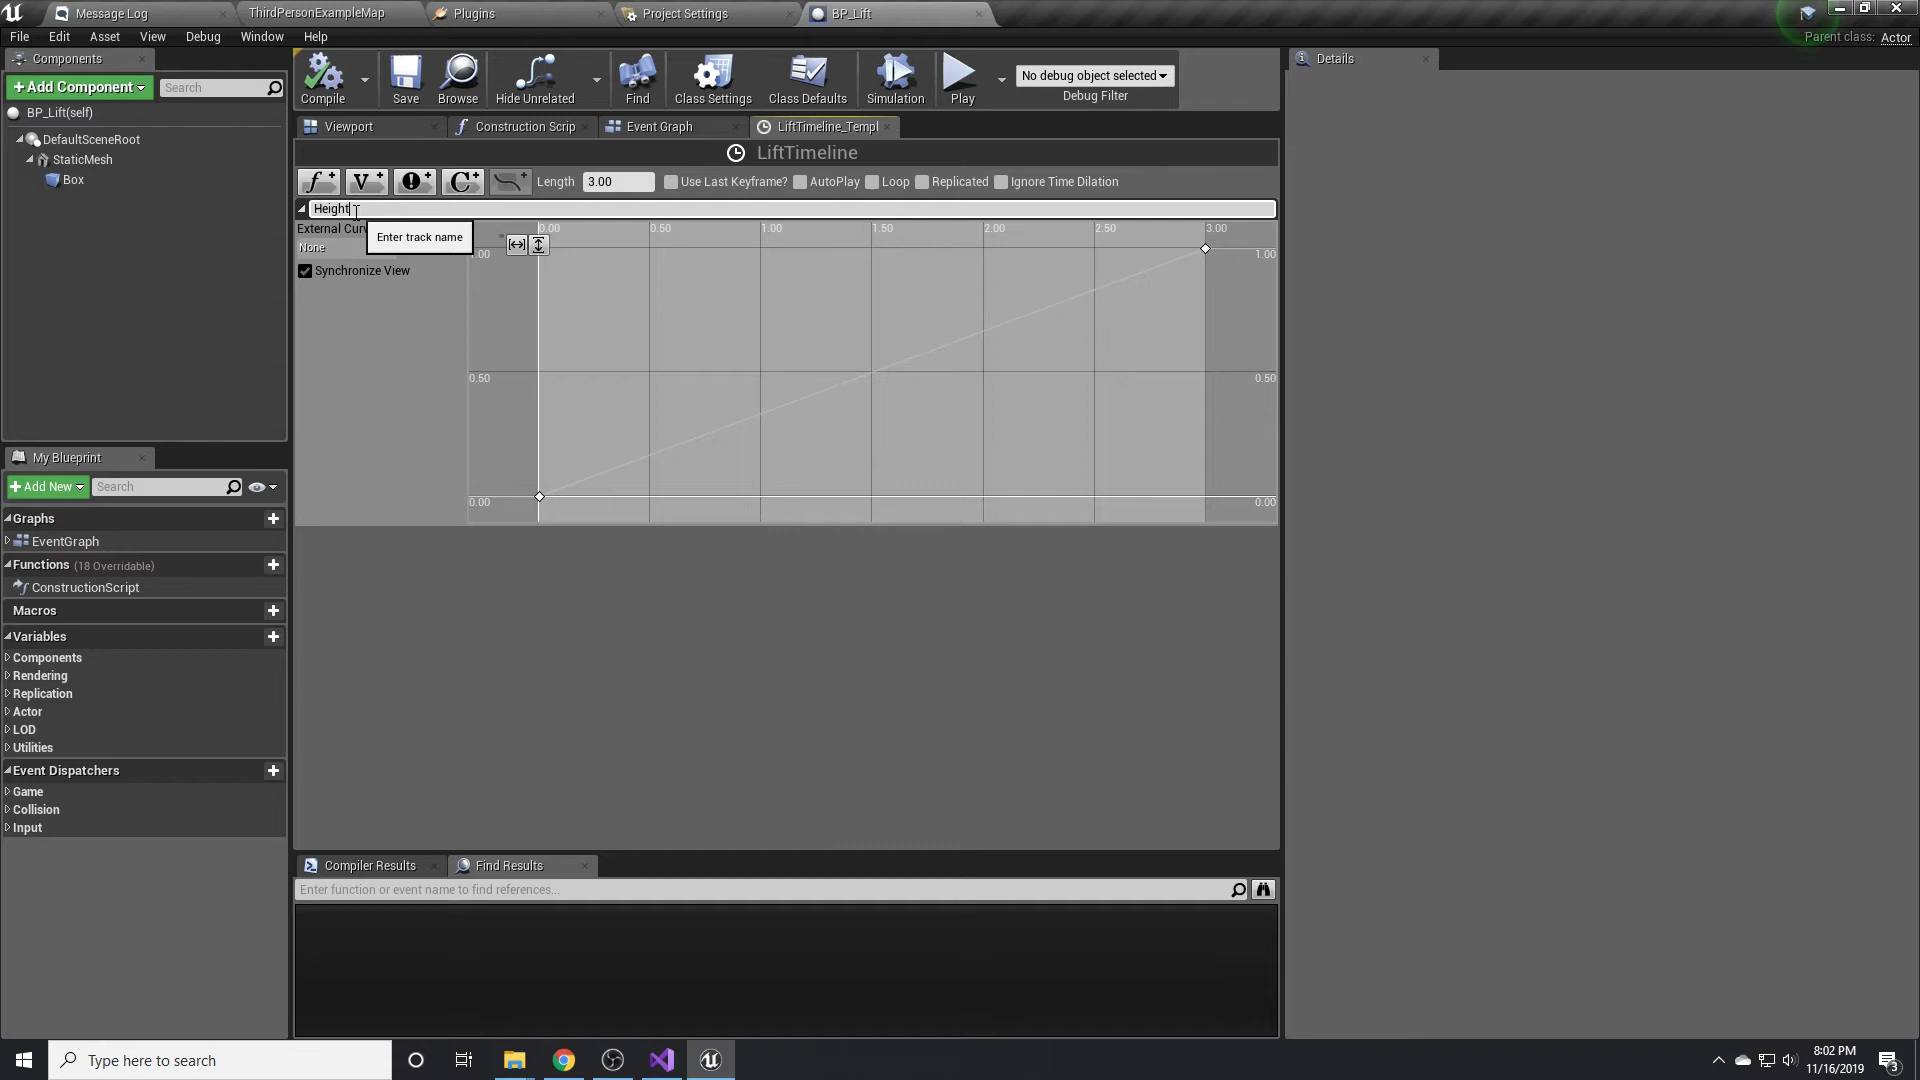 Message Log
ThirdPersonExampleMap
Plugins
Project Settings
BP_Lift
File Edit Asset View Debug Window Help
Parent class: Actor
Components
+Add Component
Search
BP_Lift(self)
DefaultSceneRoot
StaticMesh
Box
Compile
Save
Browse
Hide Unrelated
Find
Class Settings
Class Defaults
Simulation
Play
No debug object selected
Debug Filter
Details
Viewport
Construction Scrip
Event Graph
LiftTimeline_Templ
LiftTimeline
Length 3.00 Use Last Keyframe? AutoPlay Loop Replicated Ignore Time Dilation
Height
Enter track name
External Curv
None
Synchronize View
0.00 0.50 1.00 1.50 2.00 2.50 3.00
.00 1.00
0.50 0.50
0.00 0.00
My Blueprint
+Add New
Search
Graphs
EventGraph
Functions (18 Overridable)
ConstructionScript
Macros
Variables
Components
Rendering
Replication
Actor
LOD
Utilities
Event Dispatchers
Game
Collision
Input
Compiler Results
Find Results
Enter function or event name to find references...
Type here to search
8:02 PM
11/16/2019
3